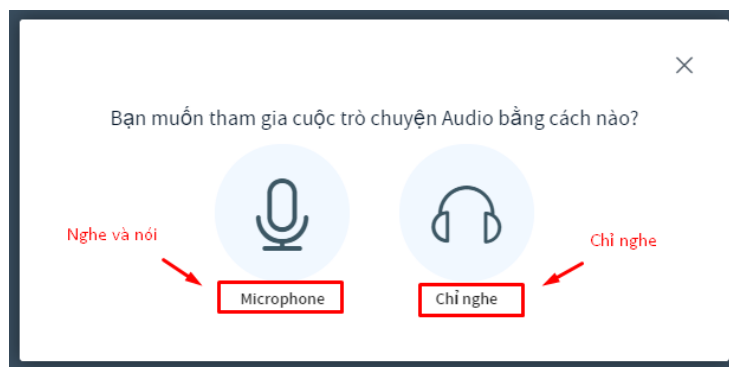 Bạn muốn tham gia cuộc trò chuyện Audio bằng cách nào?
Nghe và nói
Chỉ nghe
Microphone
Chỉ nghe